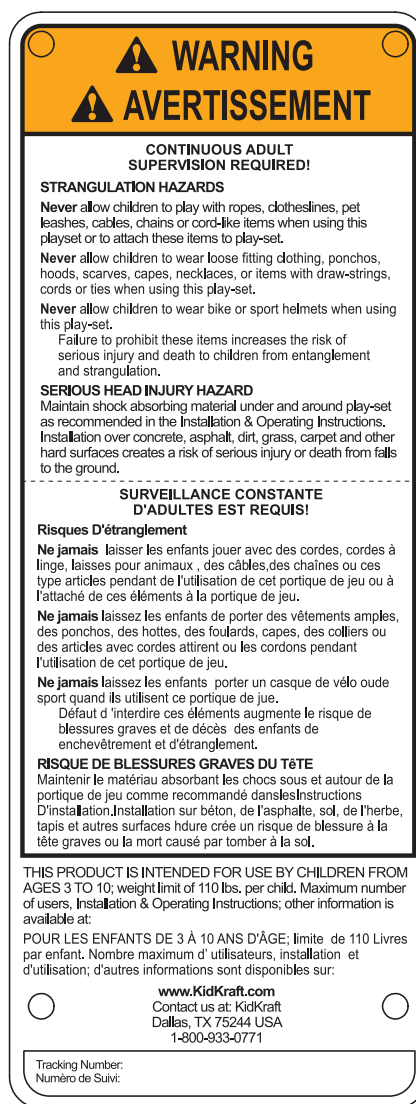 WARNING
AVERTISSEMENT
CONTINUOUS ADULT
SUPERVISION REQUIRED!
STRANGULATION HAZARDS
Never allow children to play with ropes, clotheslines, pet
leashes, cables, chains or cord-like items when using this
playset or to attach these items to play-set.
Never allow children to wear loose fitting clothing, ponchos,
hoods, scarves, capes, necklaces, or items with draw-strings,
cords or ties when using this play-set.
Never allow children to wear bike or sport helmets when using
this play-set.
Failure to prohibit these items increases the risk of
serious injury and death to children from entanglement
and strangulation.
SERIOUS HEAD INJURY HAZARD
Maintain shock absorbing material under and around play-set
as recommended in the Installation & Operating Instructions.
Installation over concrete, asphalt, dirt, grass, carpet and other
hard surfaces creates a risk of serious injury or death from falls
to the ground.
SURVEILLANCE CONSTANTE
D'ADULTES EST REQUIS!
Risques D'étranglement
Ne jamais laisser les enfants jouer avec des cordes, cordes à
linge, laisses pour animaux , des câbles,des chaînes ou ces
type articles pendant de l'utilisation de cet portique de jeu ou à
l'attaché de ces éléments à la portique de jeu.
Ne jamais laissez les enfants de porter des vêtements amples,
des ponchos, des hottes, des foulards, capes, des colliers ou
des articles avec cordes attirent ou les cordons pendant
l'utilisation de cet portique de jeu.
Ne jamais laissez les enfants porter un casque de vélo oude
sport quand ils utilisent ce portique de jue.
Défaut d 'interdire ces éléments augmente le risque de
blessures graves et de décès des enfants de
enchevêtrement et d'étranglement.
RISQUE DE BLESSURES GRAVES DU TêTE
Maintenir le matériau absorbant les chocs sous et autour de la
portique de jeu comme recommandé danslesInstructions
D'installation.Installation sur béton, de l'asphalte, sol, de l'herbe,
tapis et autres surfaces hdure crée un risque de blessure à la
tête graves ou la mort causé par tomber à la sol.
THIS PRODUCT IS INTENDED FOR USE BY CHILDREN FROM
AGES 3 TO 10; weight limit of 110 lbs. per child. Maximum number
of users, Installation & Operating Instructions; other information is
available at:
POUR LES ENFANTS DE 3 À 10 ANS D'ÂGE; limite de 110 Livres
par enfant. Nombre maximum d' utilisateurs, installation et
d'utilisation; d'autres informations sont disponibles sur:
www.KidKraft.com
Contact us at: KidKraft
Dallas, TX 75244 USA
1-800-933-0771
Tracking Number:
Numèro de Suivi: